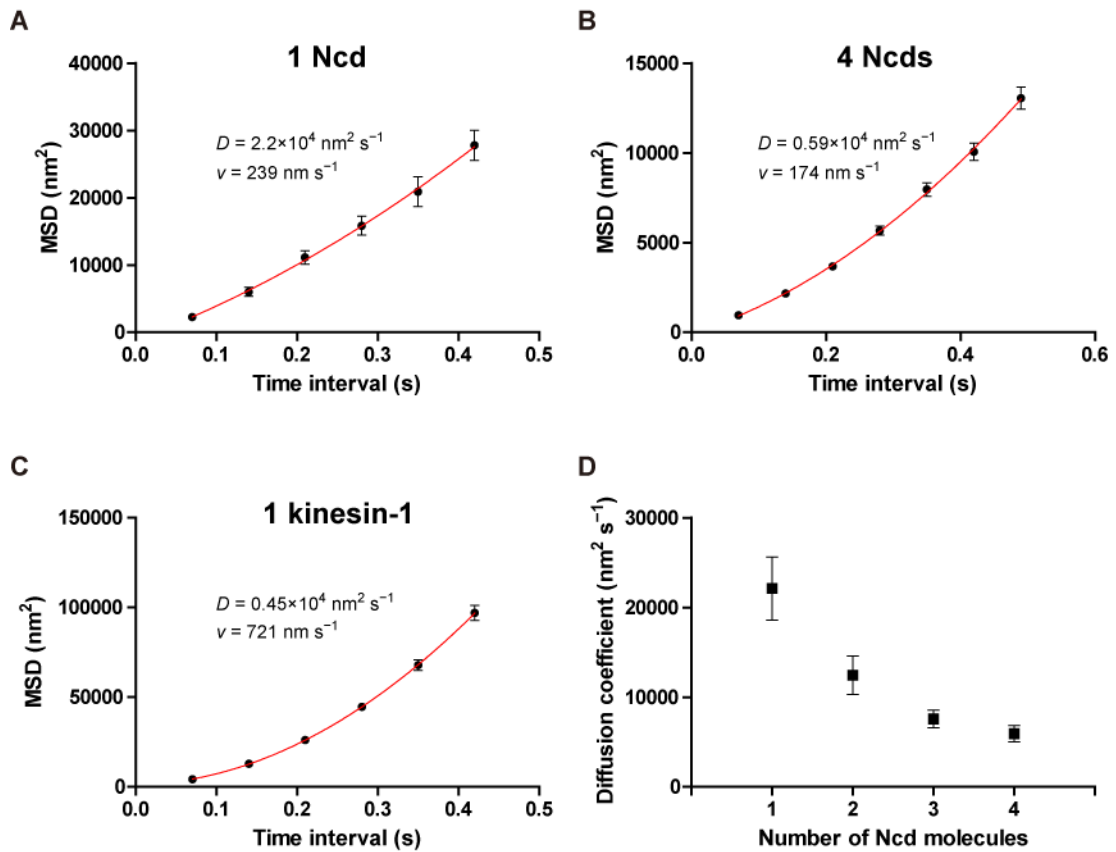 A
1 Ncd
MSD (nm²)
40000
30000
20000
10000
0
D = 2.2×10⁴ nm² s⁻¹
v = 239 nm s⁻¹
0.0 0.1 0.2 0.3 0.4 0.5
Time interval (s)
B
4 Ncds
MSD (nm²)
15000
10000
5000
0
D = 0.59×10⁴ nm² s⁻¹
v = 174 nm s⁻¹
0.0 0.2 0.4 0.6
Time interval (s)
C
1 kinesin-1
MSD (nm²)
150000
100000
50000
0
D = 0.45×10⁴ nm² s⁻¹
v = 721 nm s⁻¹
0.0 0.1 0.2 0.3 0.4 0.5
Time interval (s)
D
Diffusion coefficient (nm² s⁻¹)
30000
20000
10000
0
1 2 3 4
Number of Ncd molecules